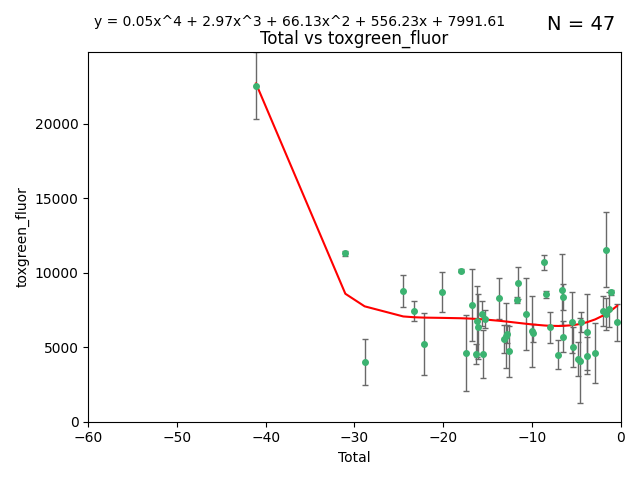 y = 0.05x^4 + 2.97x^3 + 66.13x^2 + 556.23x + 7991.61
N = 47
Total vs toxgreen_fluor
20000
15000
10000
5000
0
toxgreen_fluor
−60 −50 −40 −30 −20 −10 0
Total